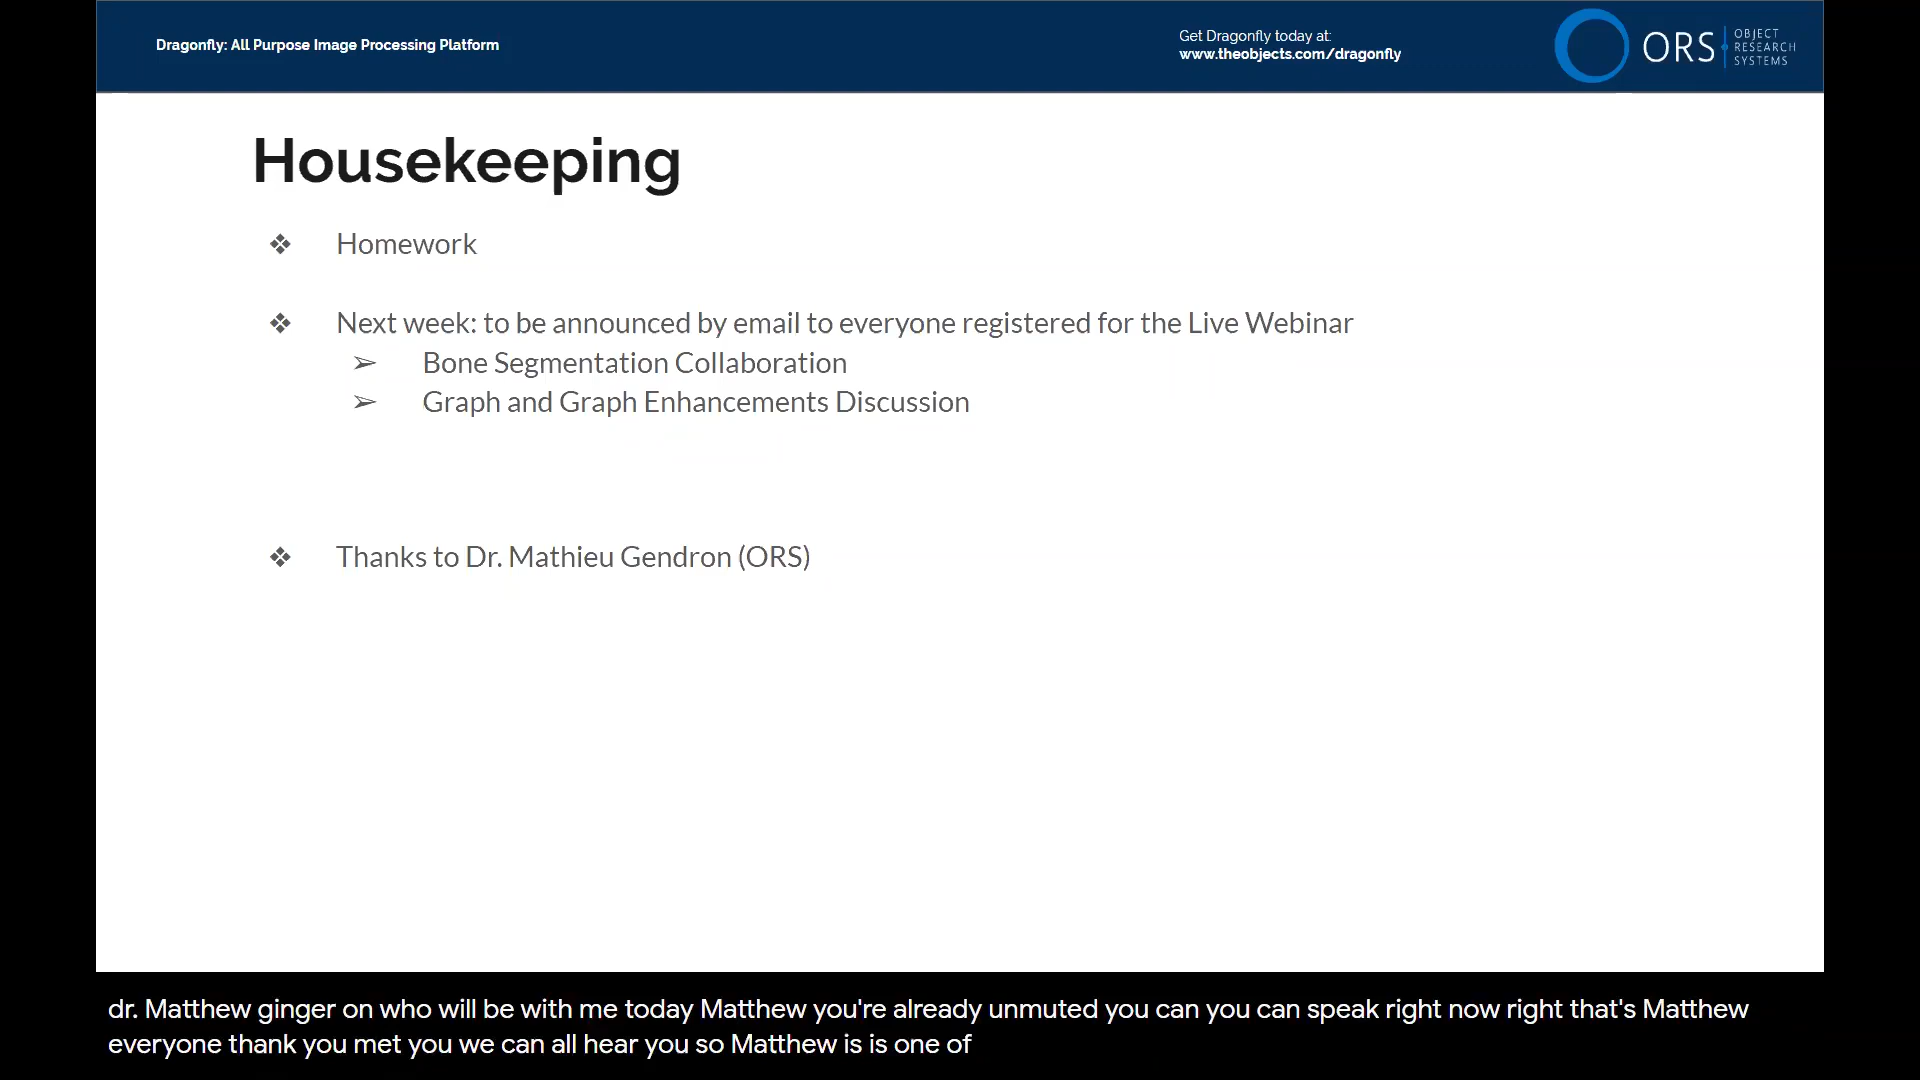 Dragonfly: All Purpose Image Processing Platform
Get Dragonfly today at:
www.theobjects.com/dragonfly
ORS
OBJECT
RESEARCH
SYSTEMS
Housekeeping
❖ Homework
❖ Next week: to be announced by email to everyone registered for the Live Webinar
➢ Bone Segmentation Collaboration
➢ Graph and Graph Enhancements Discussion
❖ Thanks to Dr. Mathieu Gendron (ORS)
dr. Matthew ginger on who will be with me today Matthew you're already unmuted you can you can speak right now right that's Matthew
everyone thank you met you we can all hear you so Matthew is is one of